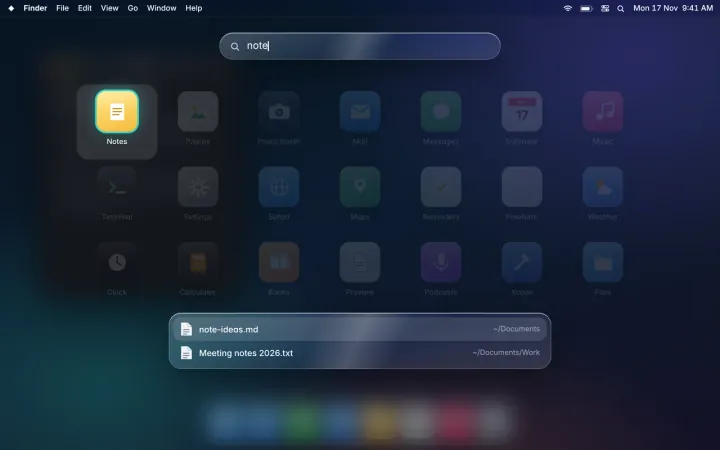 Finder File Edit View Go Window Help
Mon 17 Nov 9:41 AM
note
17
Notes Photos Photo Booth Mail Messages Calendar Music
Terminal Settings Safari Maps Reminders Freeform Weather
Clock Calculator Books Preview Podcasts Xcode Files
note-ideas.md ~/Documents
Meeting notes 2026.txt ~/Documents/Work